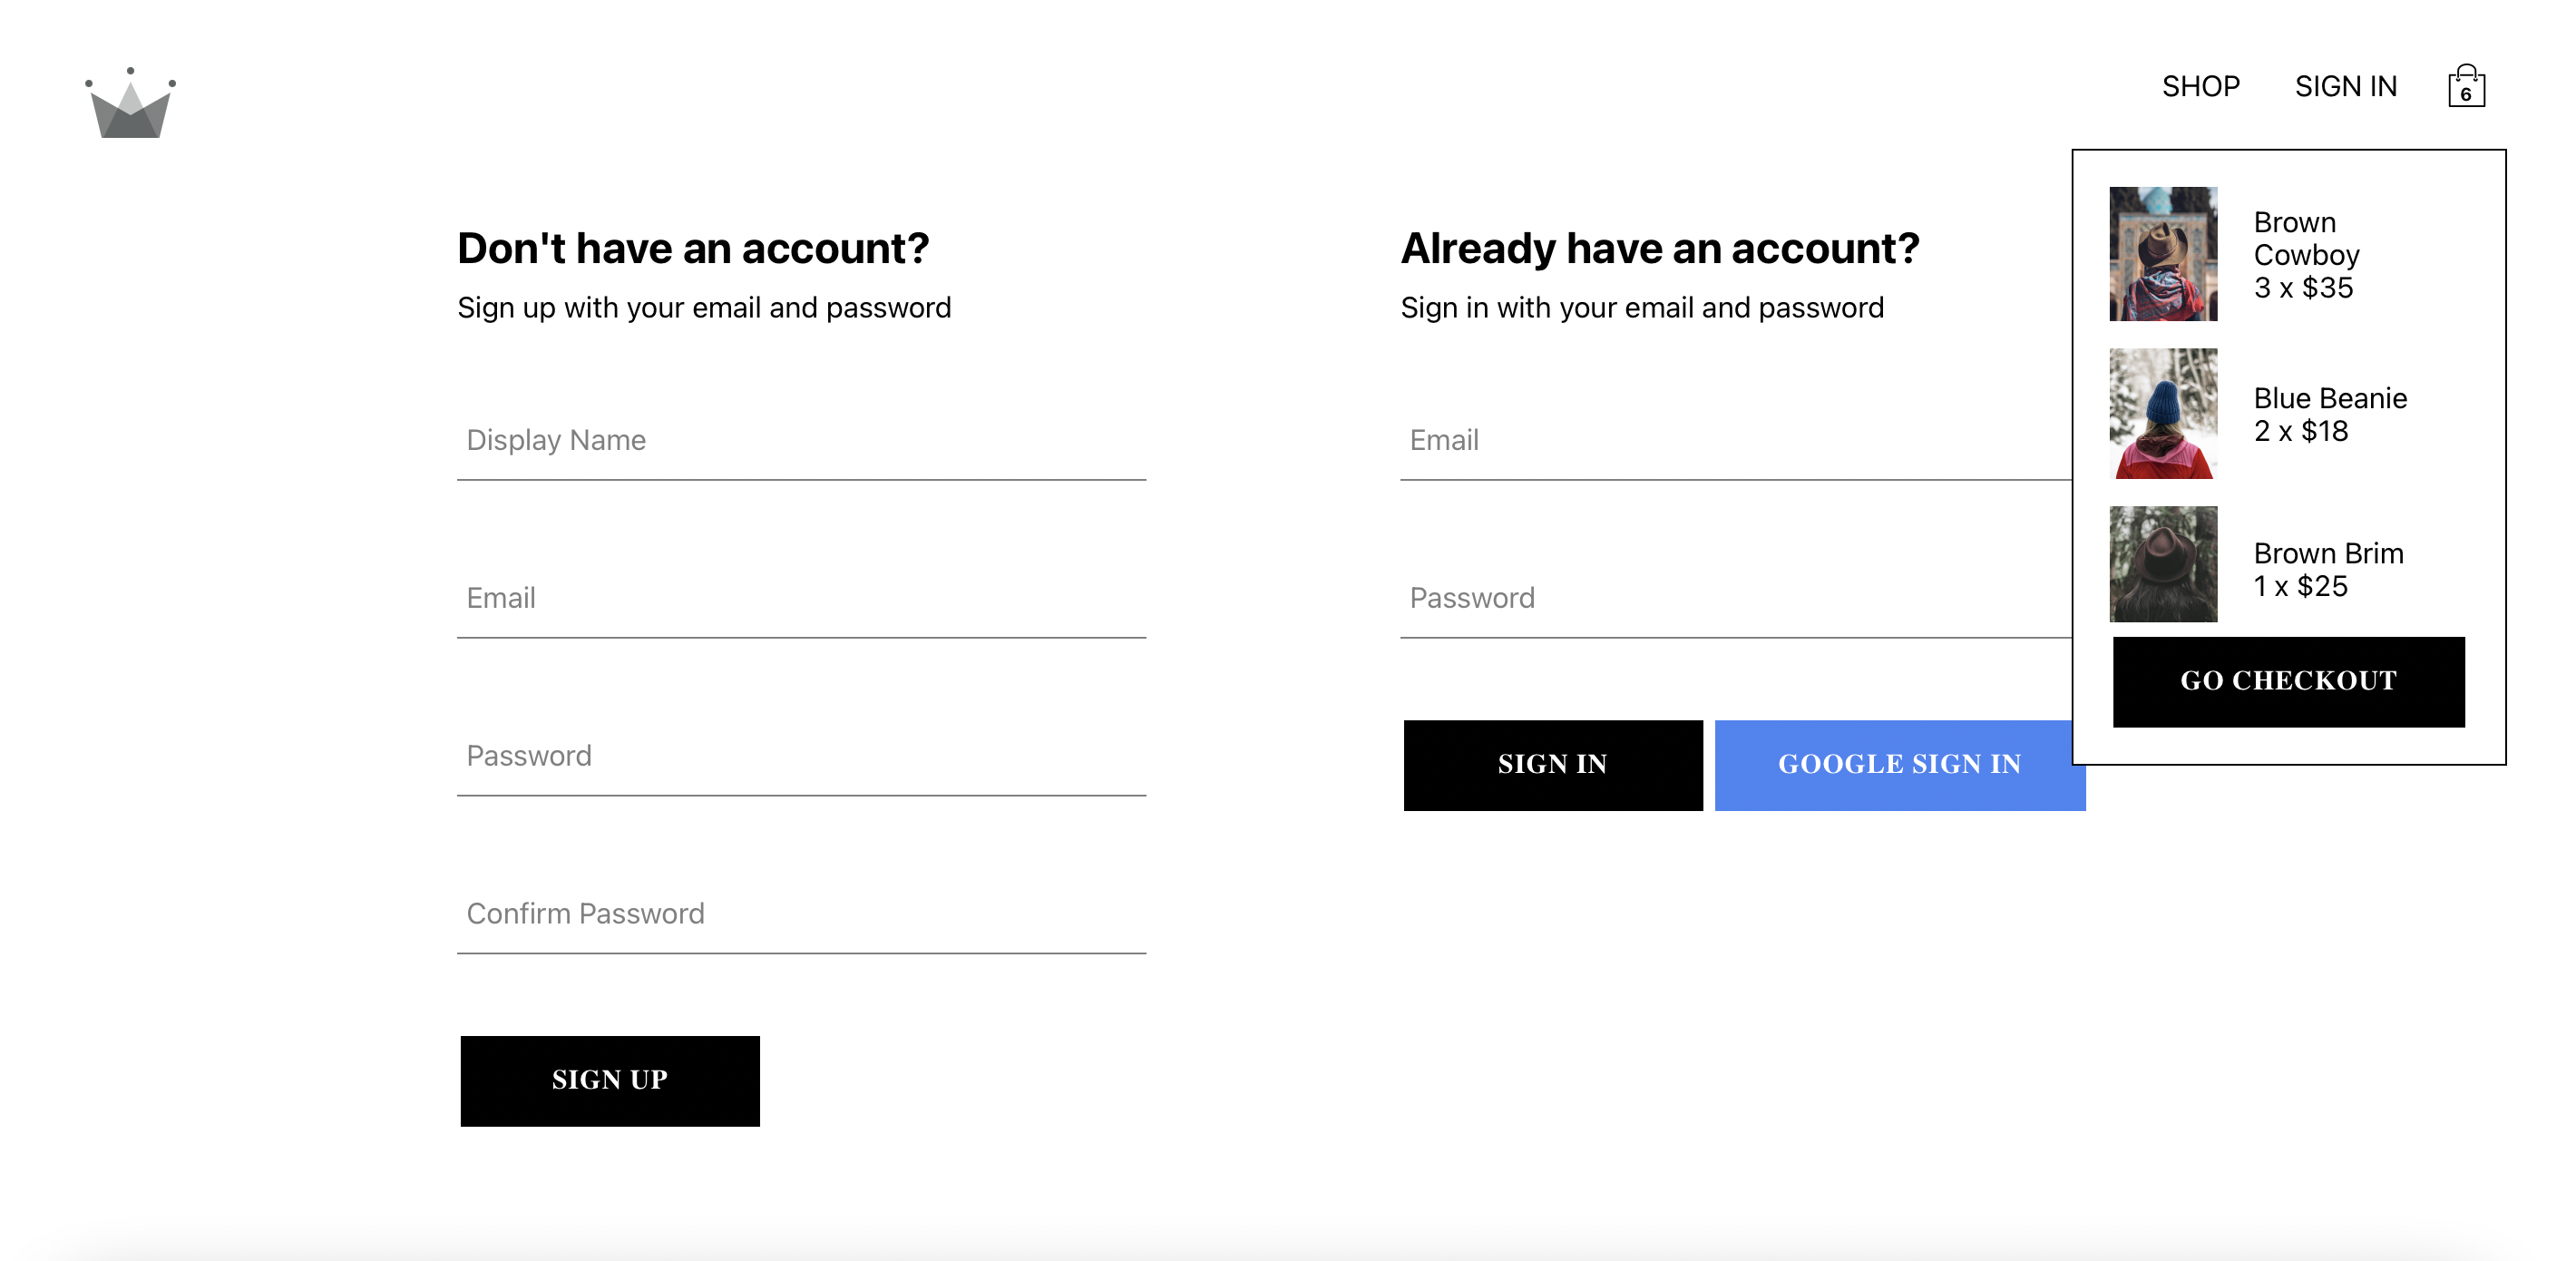 SHOP
SIGN IN
6
Don't have an account?
Sign up with your email and password
Display Name
Email
Password
Confirm Password
SIGN UP
Already have an account?
Sign in with your email and password
Email
Password
SIGN IN
GOOGLE SIGN IN
Brown
Cowboy
3 x $35
Blue Beanie
2 x $18
Brown Brim
1 x $25
GO CHECKOUT